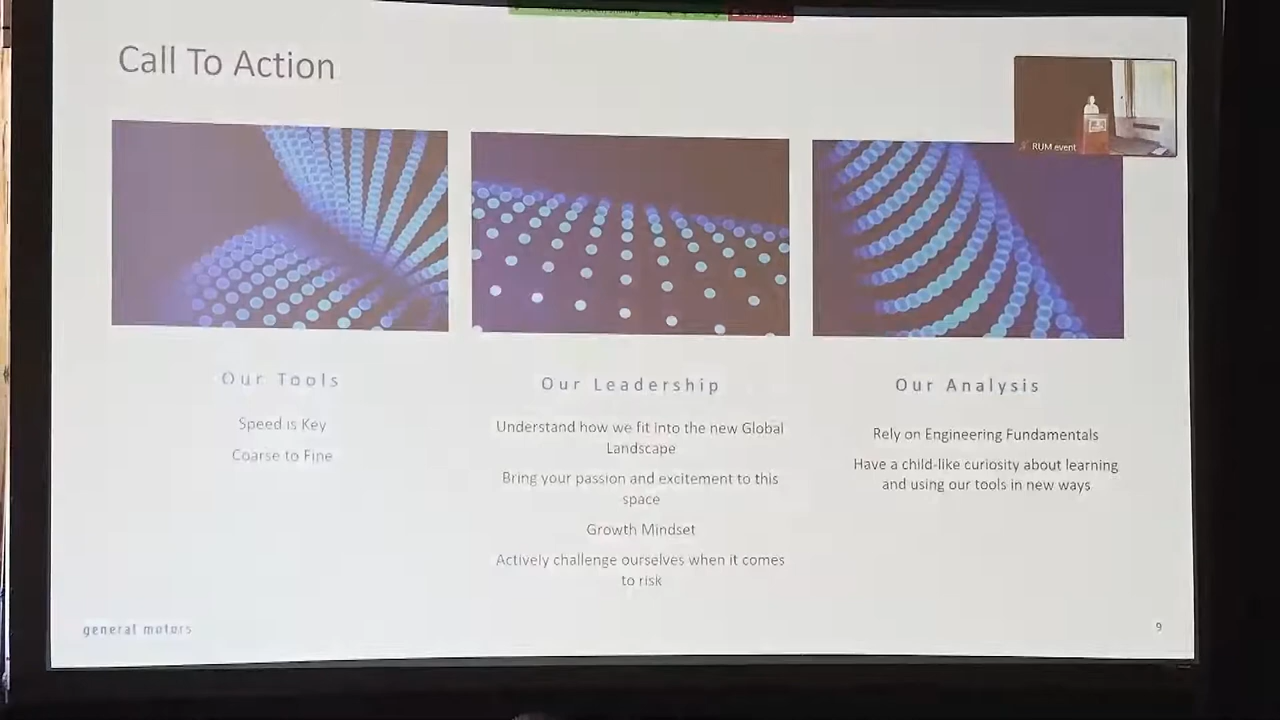 Call To Action
RUM event
Our Tools
Speed is Key
Coarse to Fine
Our Leadership
Understand how we fit into the new Global
Landscape
Bring your passion and excitement to this
space
Growth Mindset
Actively challenge ourselves when it comes
to risk
Our Analysis
Rely on Engineering Fundamentals
Have a child-like curiosity about learning
and using our tools in new ways
general motors
9